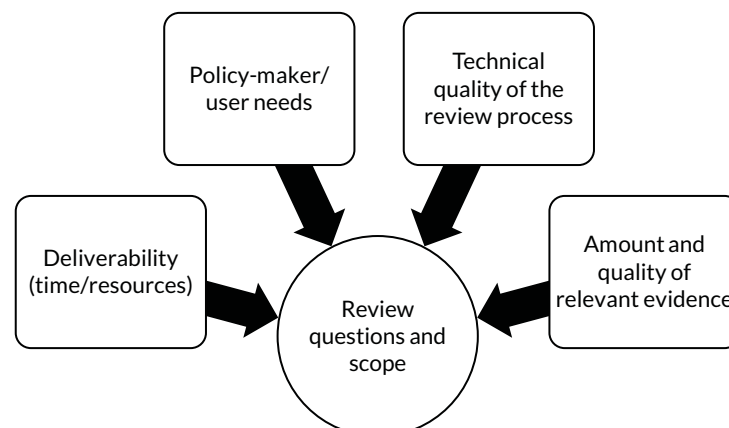 Policy-maker/
user needs
Technical
quality of the
review process
Deliverability
(time/resources)
Amount and
quality of
relevant evidence
Review
questions and
scope